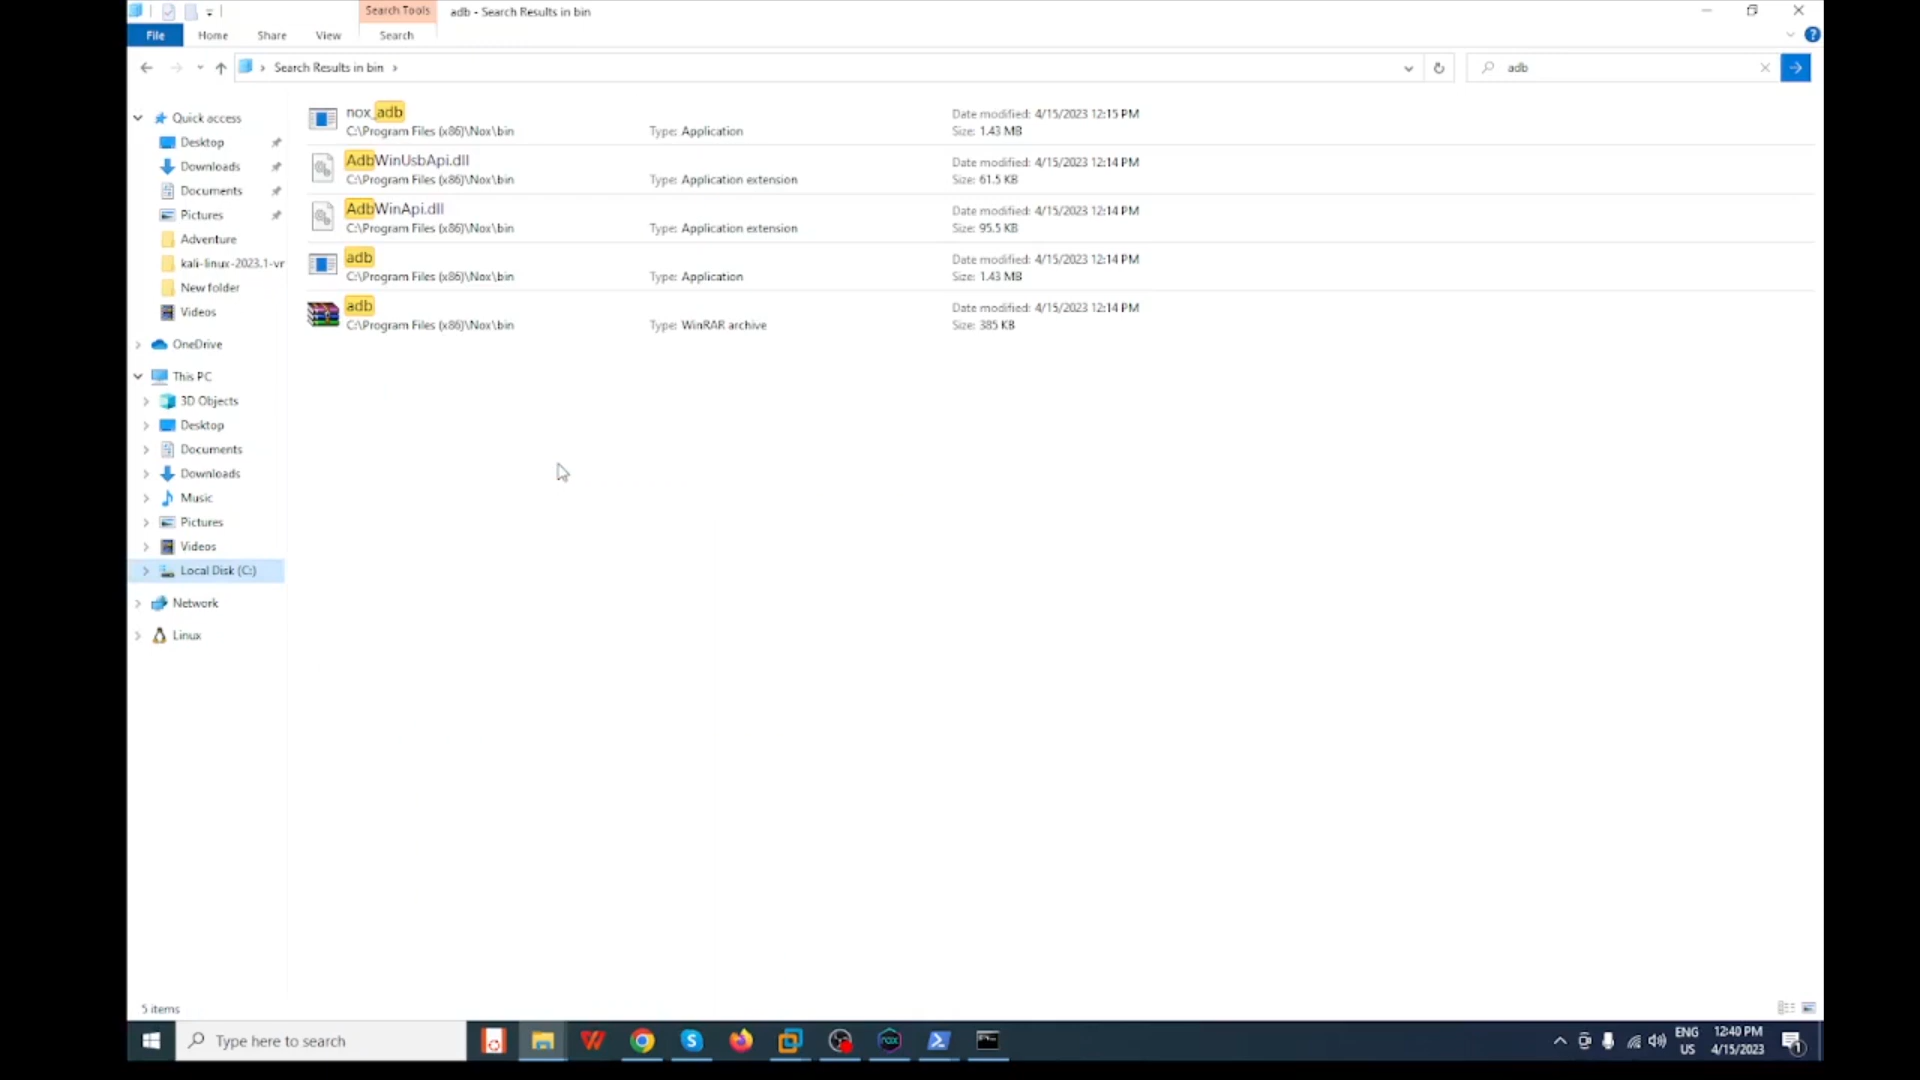 Search Tools
adb - Search Results in bin
File
Home
Share
View
Search
Search Results in bin
adb
Quick access
Desktop
Downloads
Documents
Pictures
Adventure
kali-linux-2023.1-vr
New folder
Videos
OneDrive
This PC
3D Objects
Desktop
Documents
Downloads
Music
Pictures
Videos
Local Disk (C:)
Network
Linux
nox_adb
C:\Program Files (x86)\Nox\bin
Type: Application
Date modified: 4/15/2023 12:15 PM
Size: 1.43 MB
AdbWinUsbApi.dll
C:\Program Files (x86)\Nox\bin
Type: Application extension
Date modified: 4/15/2023 12:14 PM
Size: 61.5 KB
AdbWinApi.dll
C:\Program Files (x86)\Nox\bin
Type: Application extension
Date modified: 4/15/2023 12:14 PM
Size: 95.5 KB
adb
C:\Program Files (x86)\Nox\bin
Type: Application
Date modified: 4/15/2023 12:14 PM
Size: 1.43 MB
adb
C:\Program Files (x86)\Nox\bin
Type: WinRAR archive
Date modified: 4/15/2023 12:14 PM
Size: 385 KB
5 items
Type here to search
nox
ENG
US
12:40 PM
4/15/2023
1